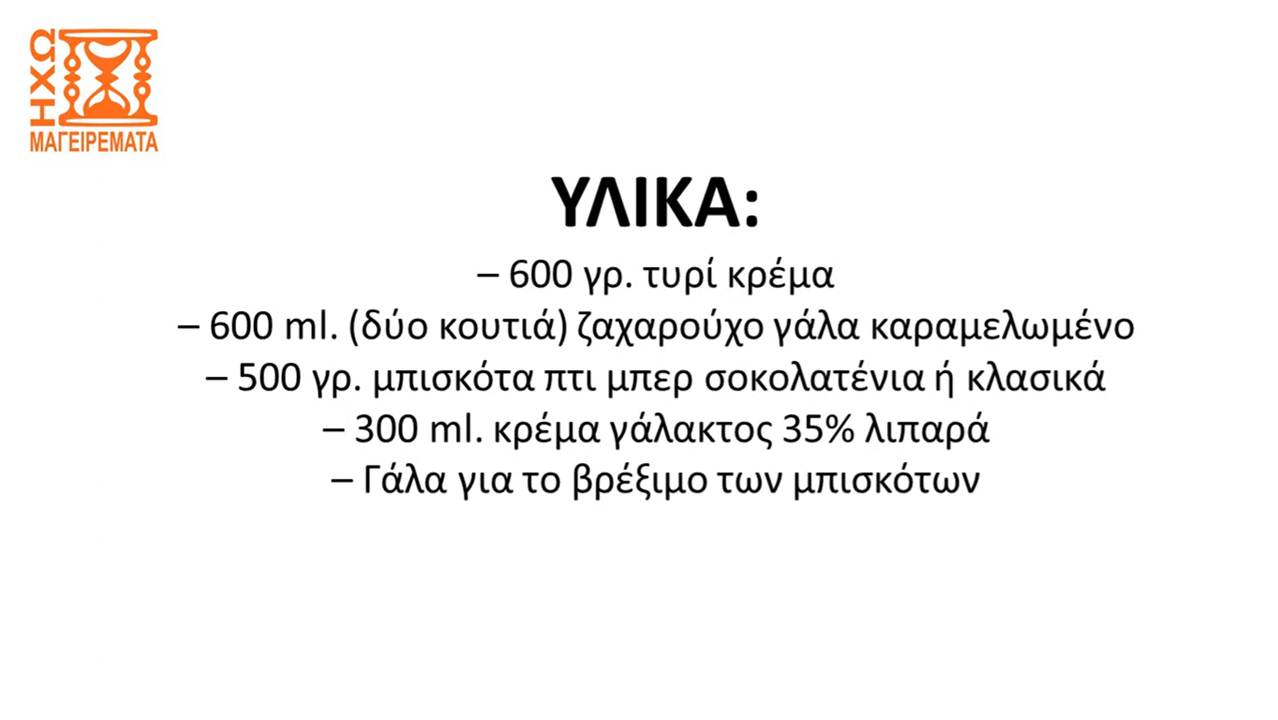 ΗΧΩ
ΜΑΓΕΙΡΕΜΑΤΑ
ΥΛΙΚΑ:
– 600 γρ. τυρί κρέμα
– 600 ml. (δύο κουτιά) ζαχαρούχο γάλα καραμελωμένο
– 500 γρ. μπισκότα πτι μπερ σοκολατένια ή κλασικά
– 300 ml. κρέμα γάλακτος 35% λιπαρά
– Γάλα για το βρέξιμο των μπισκότων